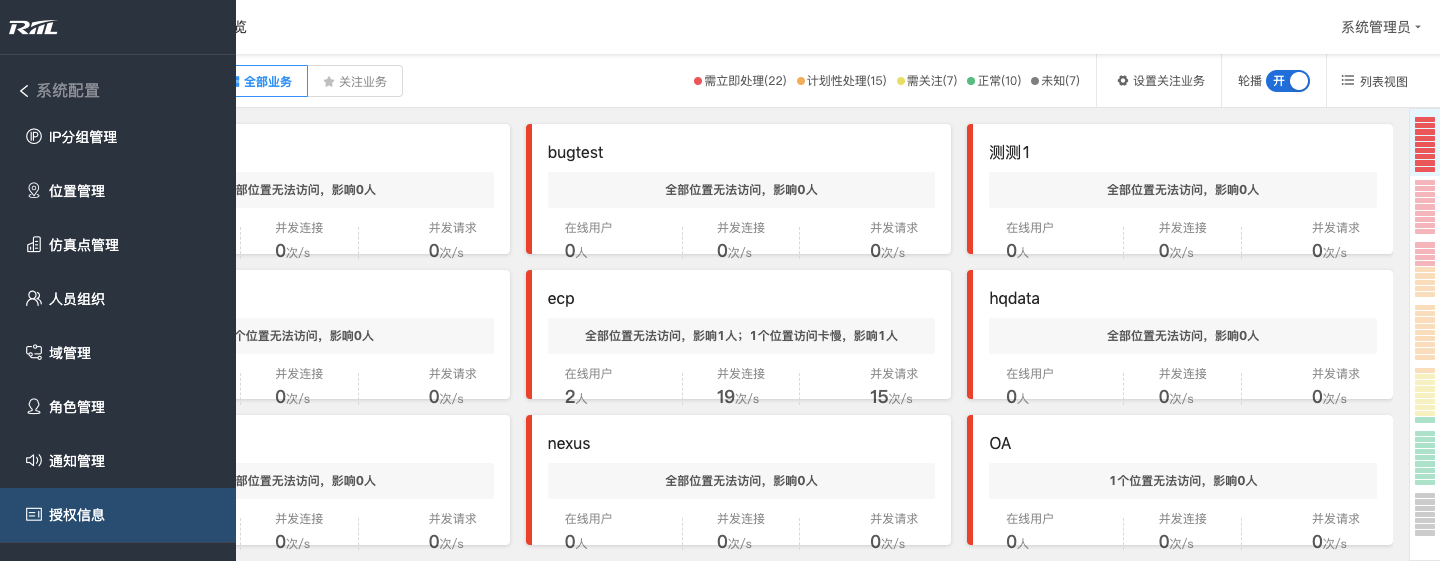 RIIL
览
系统管理员
系统配置
IP分组管理
位置管理
仿真点管理
人员组织
域管理
角色管理
通知管理
授权信息
全部业务
关注业务
需立即处理(22)
计划性处理(15)
需关注(7)
正常(10)
未知(7)
设置关注业务
轮播
开
列表视图
部位置无法访问，影响0人
并发连接 并发请求
0次/s 0次/s
bugtest
全部位置无法访问，影响0人
在线用户 并发连接 并发请求
0人 0次/s 0次/s
测测1
全部位置无法访问，影响0人
在线用户 并发连接 并发请求
0人 0次/s 0次/s
个位置无法访问，影响0人
并发连接 并发请求
0次/s 0次/s
ecp
全部位置无法访问，影响1人；1个位置访问卡慢，影响1人
在线用户 并发连接 并发请求
2人 19次/s 15次/s
hqdata
全部位置无法访问，影响0人
在线用户 并发连接 并发请求
0人 0次/s 0次/s
部位置无法访问，影响0人
并发连接 并发请求
0次/s 0次/s
nexus
全部位置无法访问，影响0人
在线用户 并发连接 并发请求
0人 0次/s 0次/s
OA
1个位置无法访问，影响0人
在线用户 并发连接 并发请求
0人 0次/s 0次/s